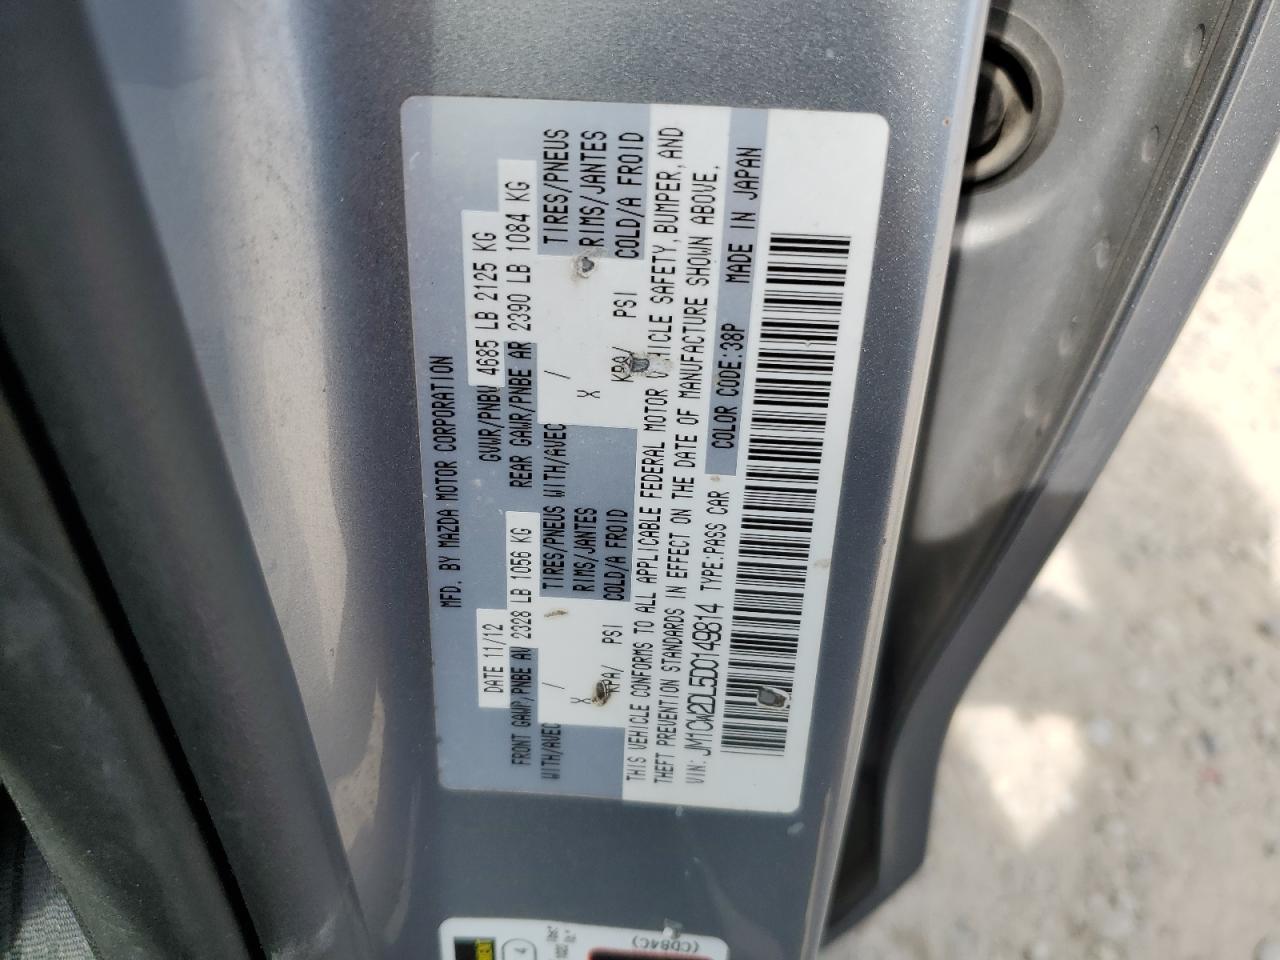 MFD. BY MAZDA MOTOR CORPORATION
DATE 11/12 GVWR/PNBV 4685 LB 2125 KG
FRONT GAWR/PNBE AV 2328 LB 1056 KG REAR GAWR/PNBE AR 2390 LB 1084 KG
WITH/AVEC / TIRES/PNEUS WITH/AVEC / TIRES/PNEUS
X RIMS/JANTES X RIMS/JANTES
KPA/ PSI COLD/A FROID KPA/ PSI COLD/A FROID
THIS VEHICLE CONFORMS TO ALL APPLICABLE FEDERAL MOTOR VEHICLE SAFETY, BUMPER, AND
THEFT PREVENTION STANDARDS IN EFFECT ON THE DATE OF MANUFACTURE SHOWN ABOVE.
VIN: JM1CW2DL5D0149814 TYPE:PASS CAR COLOR CODE:38P MADE IN JAPAN
(CD84C)
4